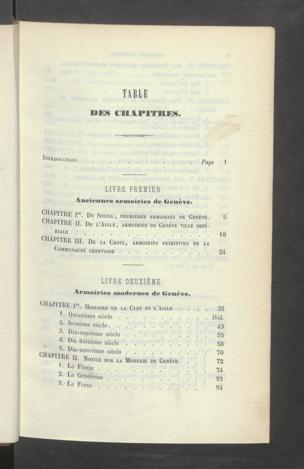 TABLE
DES CHAPITRES.
INTRODUCTION. Page 1
LIVRE PREMIER.
Anciennes armoiries de Genève.
CHAPITRE Ier. DU SOLEIL, PREMIÈRES ARMOIRIES DE GENÈVE. 5
CHAPITRE II. DE L'AIGLE, ARMOIRIES DE GENÈVE VILLE IMPÉ-
RIALE 18
CHAPITRE III. DE LA CROIX, ARMOIRIES PRIMITIVES DE LA
COMMUNAUTÉ GENEVOISE 24
LIVRE DEUXIÈME.
Armoiries modernes de Genève.
CHAPITRE Ier. HISTOIRE DE LA CLEF ET L'AIGLE. 35
1. Quinzième siècle Ibid.
2. Seizième siècle 43
3. Dix-septième siècle 55
4. Dix-huitième siècle 58
5. Dix-neuvième siècle 70
CHAPITRE II. NOTICE SUR LA MONNAIE DE GENÈVE. 72
1. Le Florin 74
2. La Genevoise 93
3. Le Franc 94